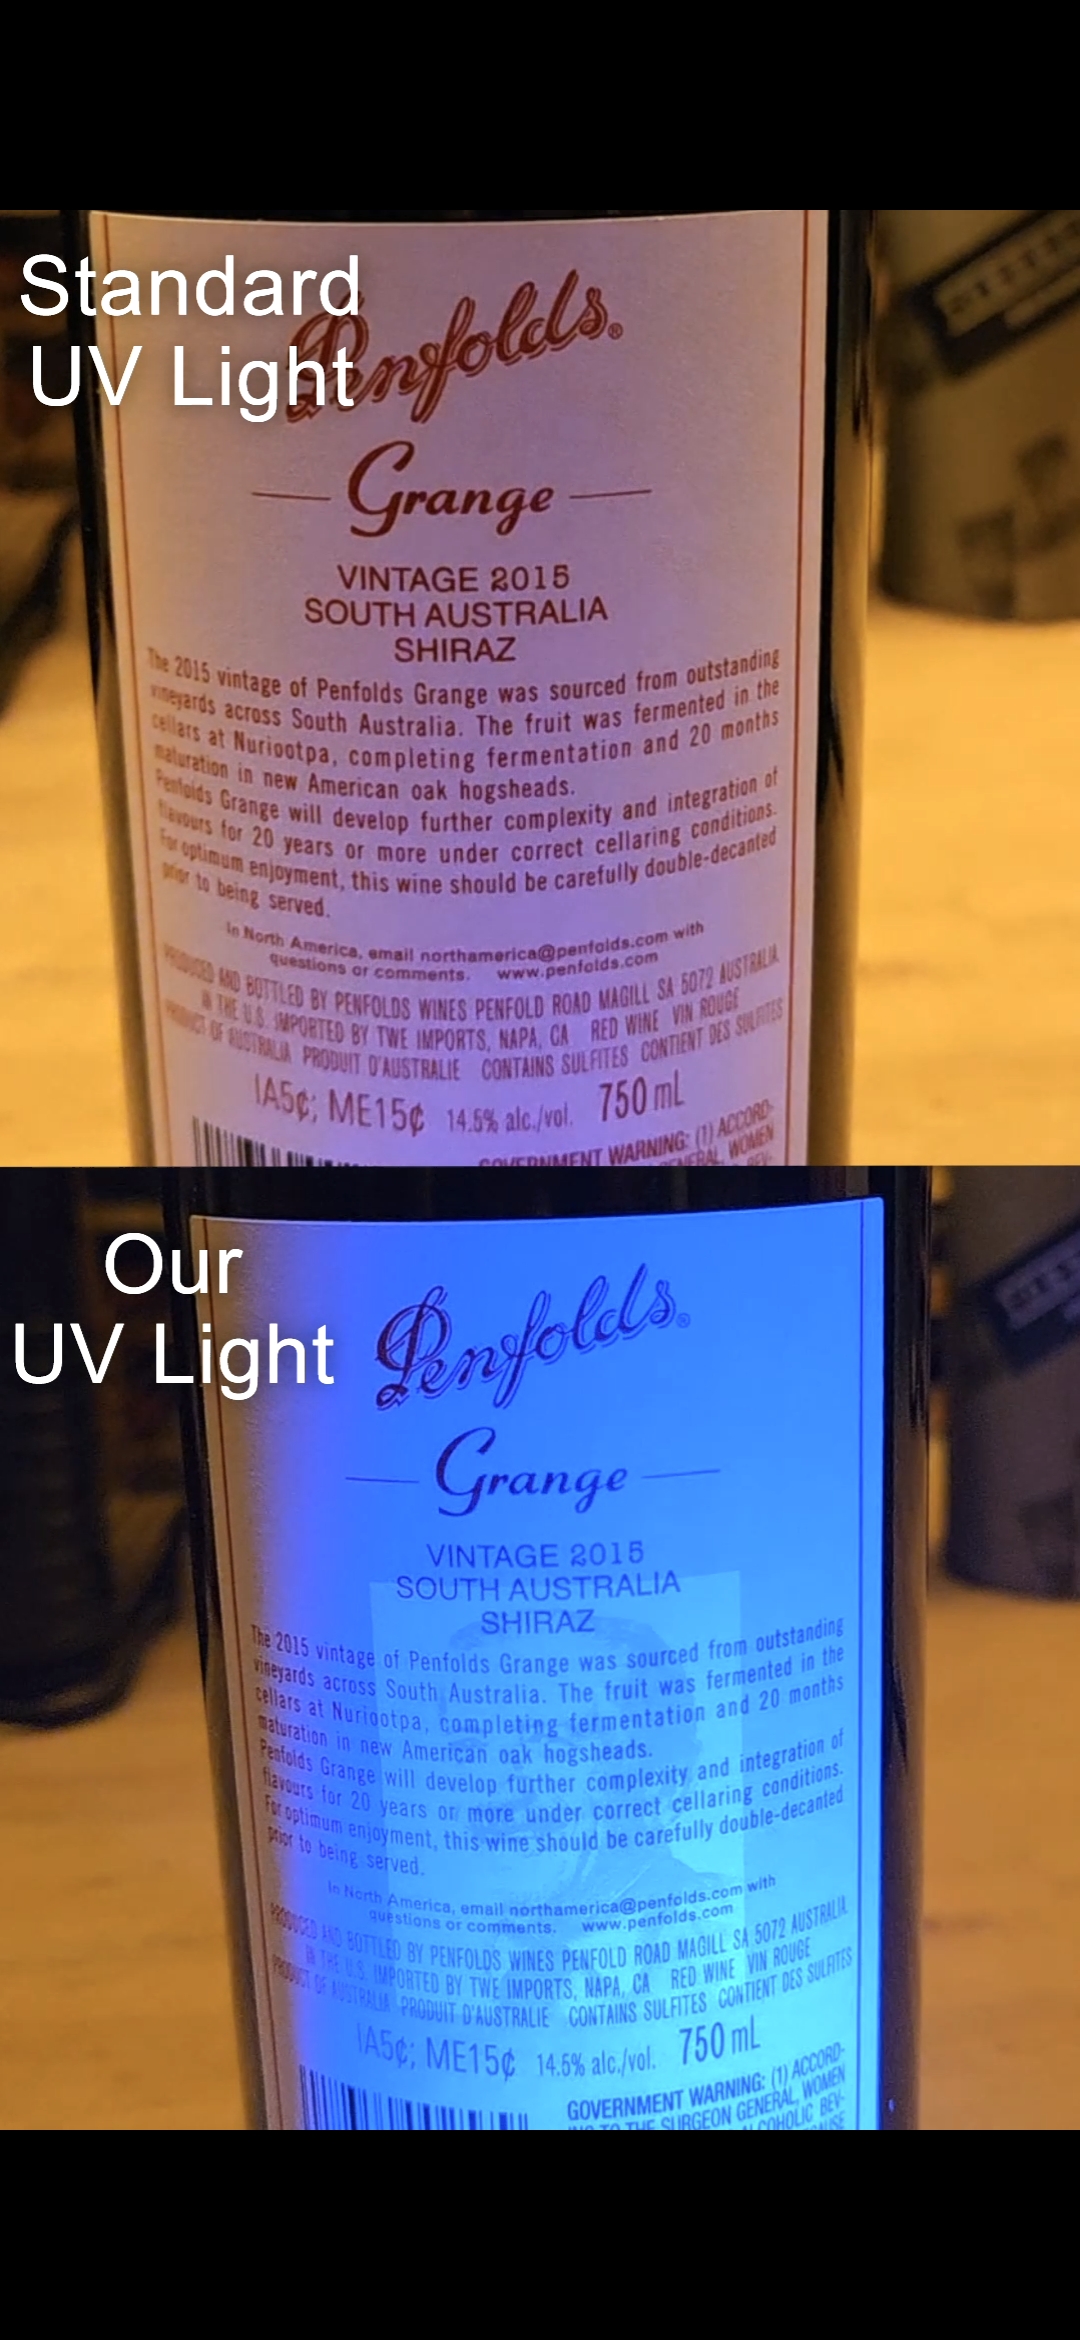 Standard
UV Light
Penfolds®
Grange
VINTAGE 2015
SOUTH AUSTRALIA
SHIRAZ
The 2015 vintage of Penfolds Grange was sourced from outstanding
vineyards across South Australia. The fruit was fermented in the
cellars at Nuriootpa, completing fermentation and 20 months
maturation in new American oak hogsheads.
Penfolds Grange will develop further complexity and integration of
flavours for 20 years or more under correct cellaring conditions.
For optimum enjoyment, this wine should be carefully double-decanted
prior to being served.
In North America, email northamerica@penfolds.com with
questions or comments. www.penfolds.com
PRODUCED AND BOTTLED BY PENFOLDS WINES PENFOLD ROAD MAGILL SA 5072 AUSTRALIA
IN THE U.S. IMPORTED BY TWE IMPORTS, NAPA, CA RED WINE VIN ROUGE
PRODUCT OF AUSTRALIA PRODUIT D'AUSTRALIE CONTAINS SULFITES CONTIENT DES SULFITES
IA5¢; ME15¢ 14.5% alc./vol. 750 mL
GOVERNMENT WARNING: (1) ACCORD-
GENERAL, WOMEN
BEV-
Our
UV Light
Penfolds®
Grange
VINTAGE 2015
SOUTH AUSTRALIA
SHIRAZ
The 2015 vintage of Penfolds Grange was sourced from outstanding
vineyards across South Australia. The fruit was fermented in the
cellars at Nuriootpa, completing fermentation and 20 months
maturation in new American oak hogsheads.
Penfolds Grange will develop further complexity and integration of
flavours for 20 years or more under correct cellaring conditions.
For optimum enjoyment, this wine should be carefully double-decanted
prior to being served.
In North America, email northamerica@penfolds.com with
questions or comments. www.penfolds.com
PRODUCED AND BOTTLED BY PENFOLDS WINES PENFOLD ROAD MAGILL SA 5072 AUSTRALIA
IN THE U.S. IMPORTED BY TWE IMPORTS, NAPA, CA RED WINE VIN ROUGE
PRODUCT OF AUSTRALIA PRODUIT D'AUSTRALIE CONTAINS SULFITES CONTIENT DES SULFITES
IA5¢; ME15¢ 14.5% alc./vol. 750 mL
GOVERNMENT WARNING: (1) ACCORD-
ING TO THE SURGEON GENERAL, WOMEN
ALCOHOLIC BEV-